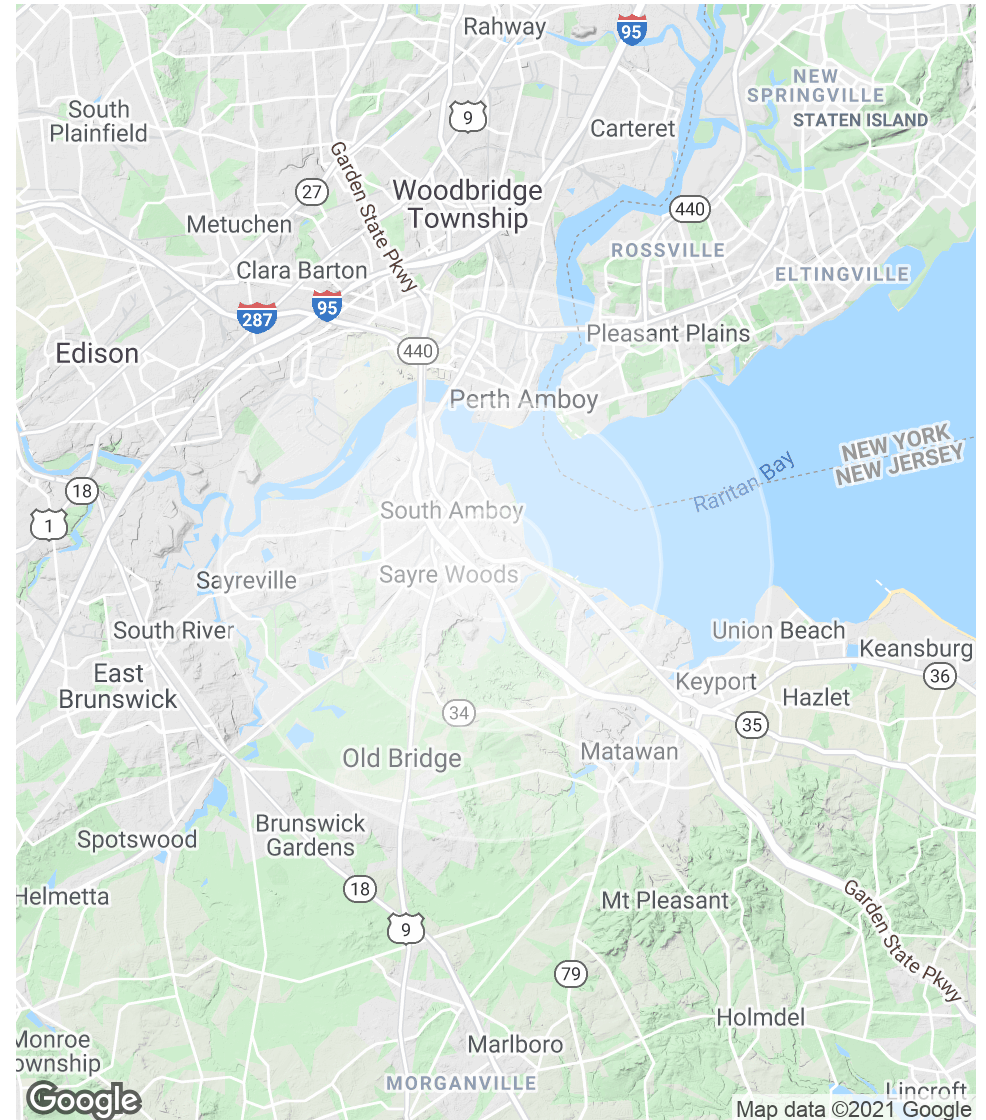 Rahway
95
NEW
SPRINGVILLE
STATEN ISLAND
South
Plainfield
9
Carteret
Garden State Pkwy
27
Woodbridge
Township
440
Metuchen
ROSSVILLE
Clara Barton
ELTINGVILLE
287
95
Pleasant Plains
Edison
440
Perth Amboy
NEW YORK
NEW JERSEY
Raritan Bay
18
1
South Amboy
Sayreville
Sayre Woods
South River
Union Beach
Keansburg
East
Brunswick
Keyport
36
Hazlet
34
35
Old Bridge
Matawan
Spotswood
Brunswick
Gardens
Helmetta
18
Mt Pleasant
Garden State Pkwy
9
79
Holmdel
Monroe
ownship
Marlboro
MORGANVILLE
Lincroft
Google
Map data ©2021 Google